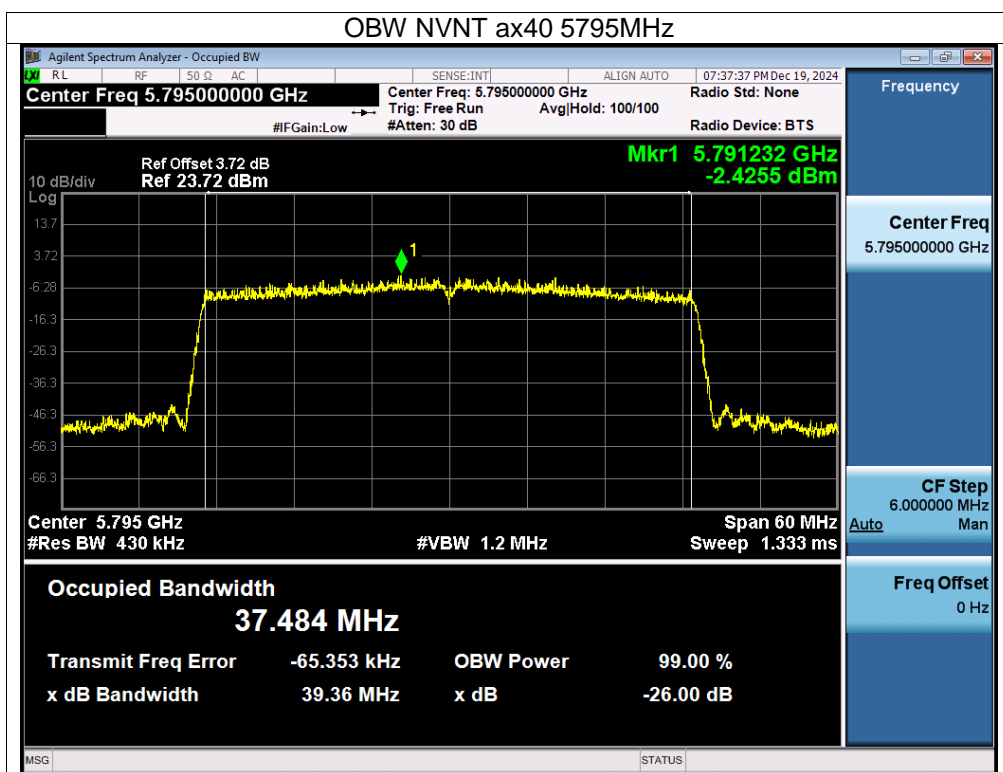 OBW NVNT ax40 5795MHz
Agilent Spectrum Analyzer - Occupied BW
LXI RL RF 50 Ω AC SENSE:INT ALIGN AUTO 07:37:37 PM Dec 19, 2024
Center Freq 5.795000000 GHz
Center Freq: 5.795000000 GHz
Radio Std: None
Trig: Free Run Avg|Hold: 100/100
#IFGain:Low #Atten: 30 dB Radio Device: BTS
Frequency
Ref Offset 3.72 dB
10 dB/div Ref 23.72 dBm
Mkr1 5.791232 GHz
-2.4255 dBm
Log
13.7
3.72
-6.28
-16.3
-26.3
-36.3
-46.3
-56.3
-66.3
1
Center 5.795 GHz Span 60 MHz
#Res BW 430 kHz #VBW 1.2 MHz Sweep 1.333 ms
Occupied Bandwidth
37.484 MHz
Transmit Freq Error -65.353 kHz OBW Power 99.00 %
x dB Bandwidth 39.36 MHz x dB -26.00 dB
Center Freq
5.795000000 GHz
CF Step
6.000000 MHz
Auto Man
Freq Offset
0 Hz
MSG STATUS